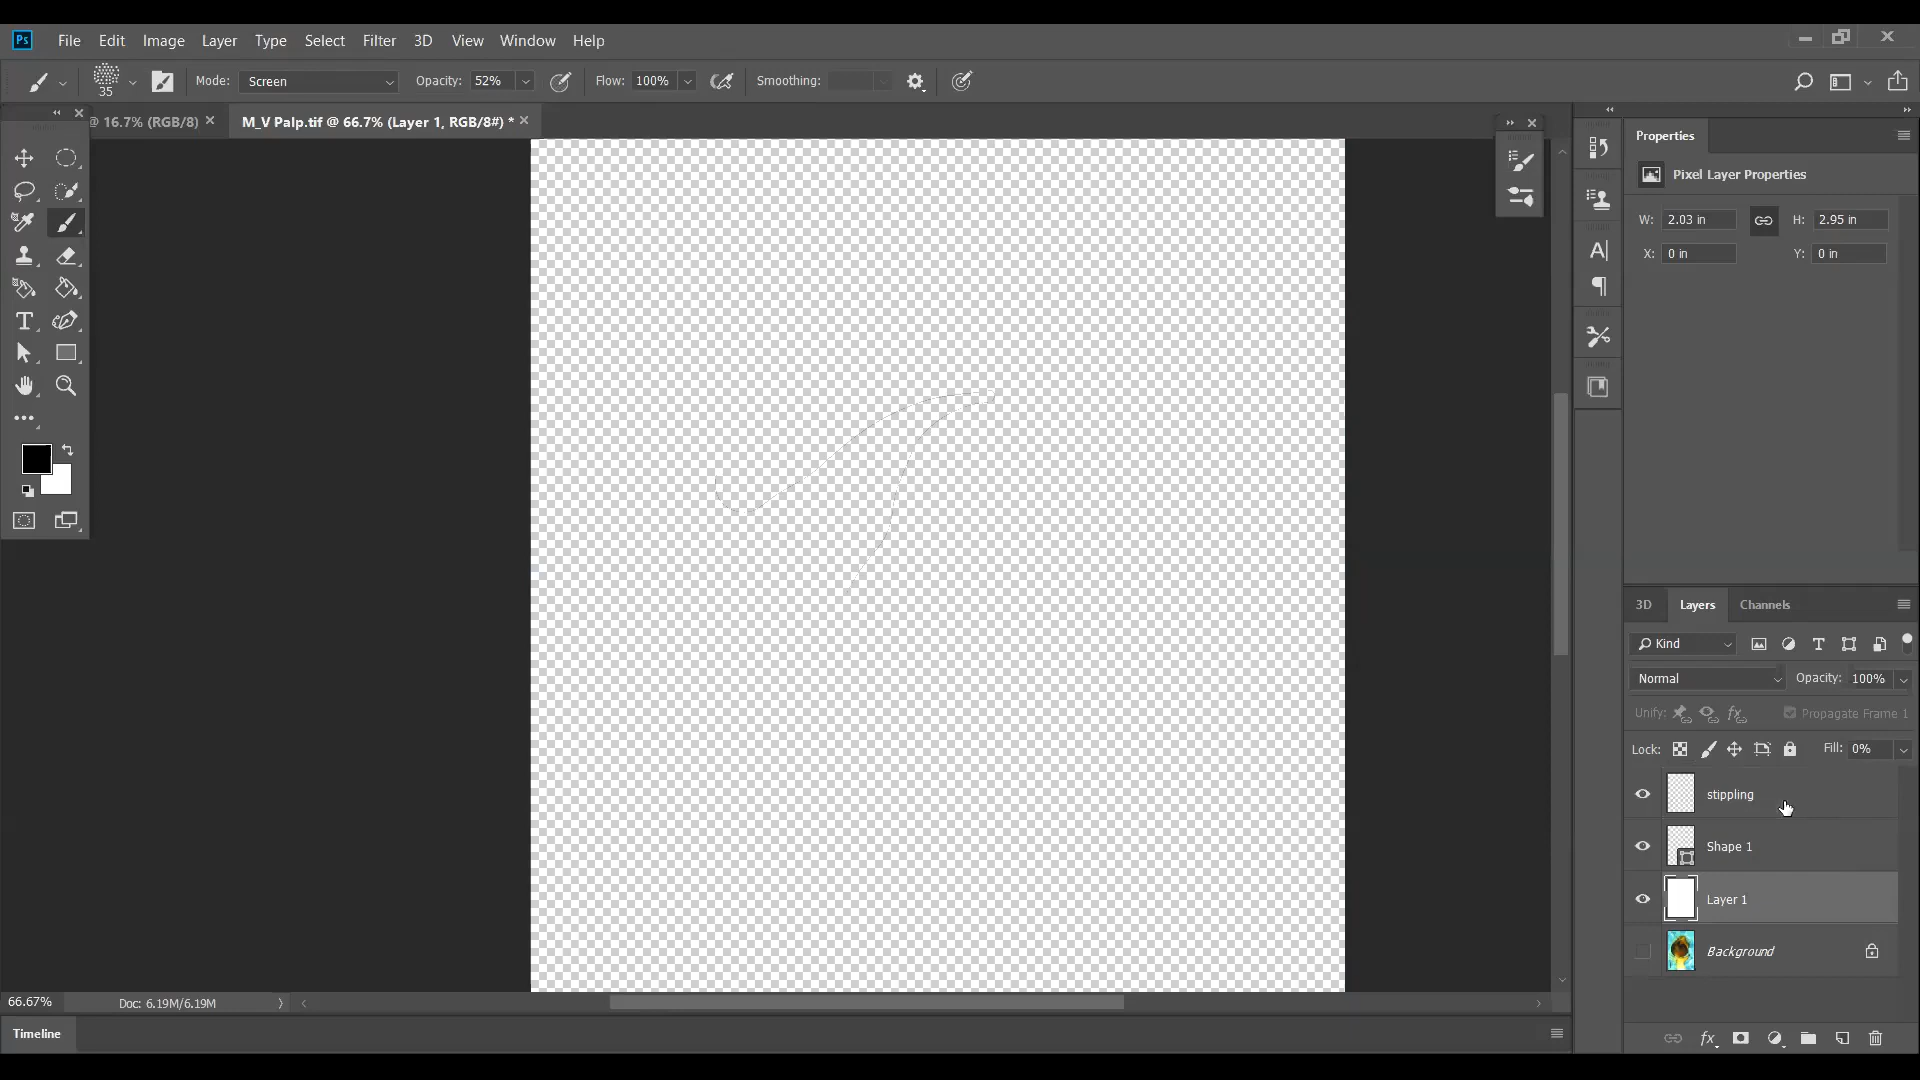 Ps File Edit Image Layer Type Select Filter 3D View Window Help
35 Mode: Screen Opacity: 52% Flow: 100% Smoothing:
@ 16.7% (RGB/8) M_V Palp.tif @ 66.7% (Layer 1, RGB/8#) *
Properties
Pixel Layer Properties
W: 2.03 in H: 2.95 in
X: 0 in Y: 0 in
3D Layers Channels
Kind
Normal Opacity: 100%
Unify: Propagate Frame 1
Lock: Fill: 0%
stippling
Shape 1
Layer 1
Background
66.67% Doc: 6.19M/6.19M
Timeline